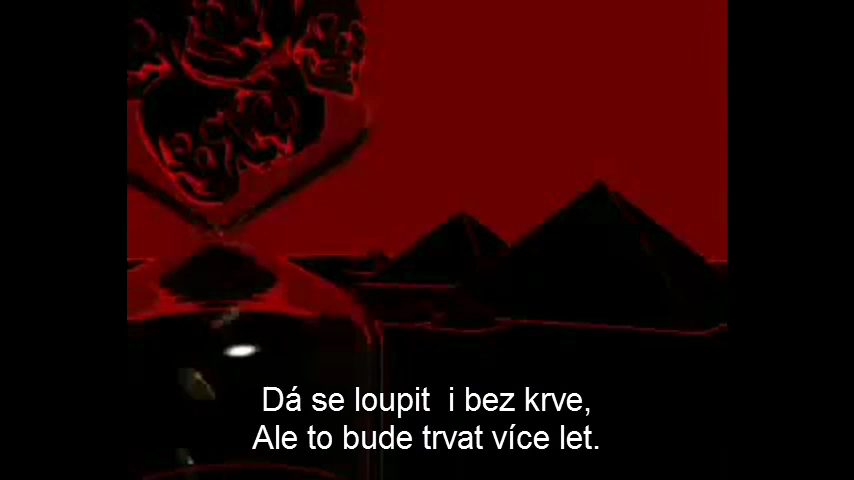 Dá se loupit  i bez krve,
Ale to bude trvat více let.